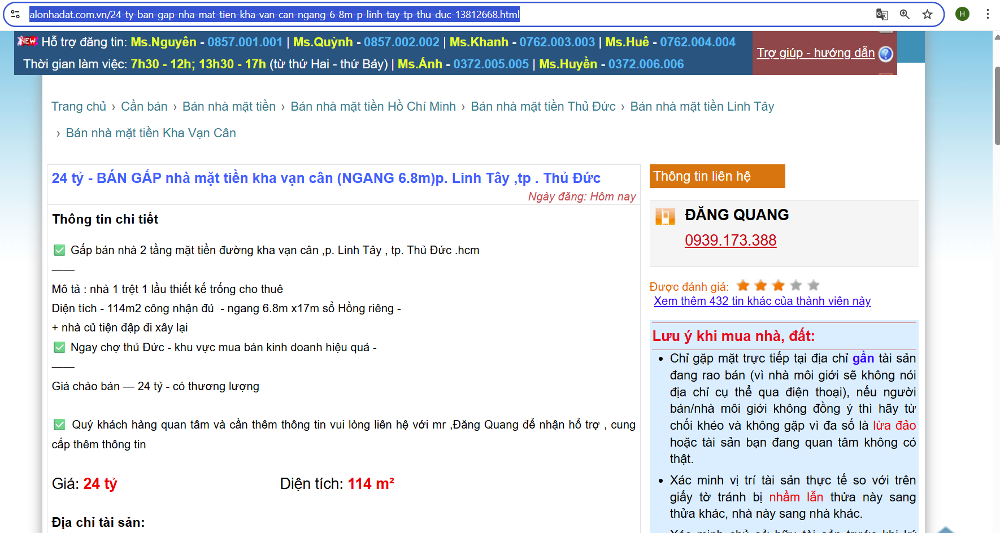 alonhadat.com.vn/24-ty-ban-gap-nha-mat-tien-kha-van-can-ngang-6-8m-p-linh-tay-tp-thu-duc-13812668.html
H
NEW Hỗ trợ đăng tin: Ms.Nguyên - 0857.001.001 | Ms.Quỳnh - 0857.002.002 | Ms.Khanh - 0762.003.003 | Ms.Huê - 0762.004.004
Thời gian làm việc: 7h30 - 12h; 13h30 - 17h (từ thứ Hai - thứ Bảy) | Ms.Ánh - 0372.005.005 | Ms.Huyền - 0372.006.006
Trợ giúp - hướng dẫn ?
Trang chủ › Cần bán › Bán nhà mặt tiền › Bán nhà mặt tiền Hồ Chí Minh › Bán nhà mặt tiền Thủ Đức › Bán nhà mặt tiền Linh Tây
› Bán nhà mặt tiền Kha Vạn Cân
24 tỷ - BÁN GẤP nhà mặt tiền kha vạn cân (NGANG 6.8m)p. Linh Tây ,tp . Thủ Đức
Ngày đăng: Hôm nay
Thông tin chi tiết
✅ Gấp bán nhà 2 tầng mặt tiền đường kha vạn cân ,p. Linh Tây , tp. Thủ Đức .hcm
——
Mô tả : nhà 1 trệt 1 lầu thiết kế trống cho thuê
Diện tích - 114m2 công nhận đủ - ngang 6.8m x17m sổ Hồng riêng -
+ nhà củ tiện đập đi xây lại
✅ Ngay chợ thủ Đức - khu vực mua bán kinh doanh hiệu quả -
——
Giá chào bán — 24 tỷ - có thương lượng
✅ Quý khách hàng quan tâm và cần thêm thông tin vui lòng liên hệ với mr ,Đăng Quang để nhận hổ trợ , cung
cấp thêm thông tin
Giá: 24 tỷ
Diện tích: 114 m²
Địa chỉ tài sản:
Thông tin liên hệ
ĐĂNG QUANG
0939.173.388
Được đánh giá:
Xem thêm 432 tin khác của thành viên này
Lưu ý khi mua nhà, đất:
• Chỉ gặp mặt trực tiếp tại địa chỉ gần tài sản
đang rao bán (vì nhà môi giới sẽ không nói
địa chỉ cụ thể qua điện thoại), nếu người
bán/nhà môi giới không đồng ý thì hãy từ
chối khéo và không gặp vì đa số là lừa đảo
hoặc tài sản bạn đang quan tâm không có
thật.
• Xác minh vị trí tài sản thực tế so với trên
giấy tờ tránh bị nhầm lẫn thửa này sang
thửa khác, nhà này sang nhà khác.